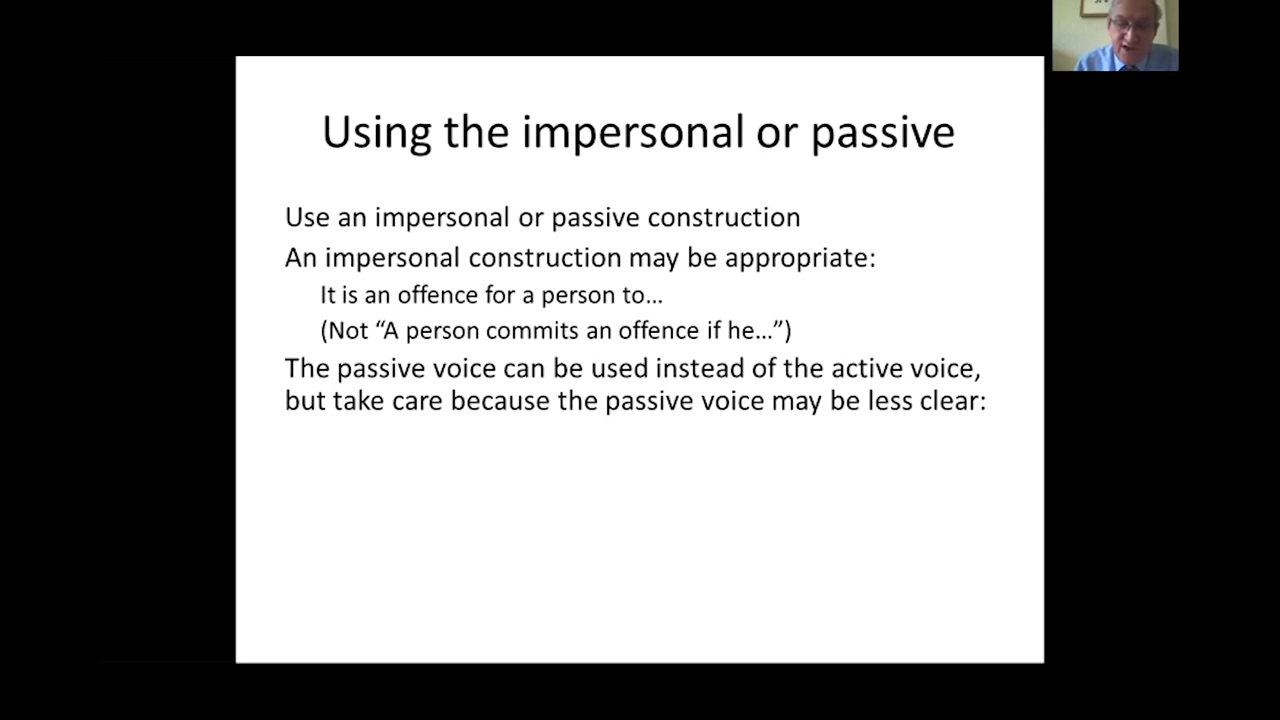 Using the impersonal or passive
Use an impersonal or passive construction
An impersonal construction may be appropriate:
It is an offence for a person to…
(Not “A person commits an offence if he…”)
The passive voice can be used instead of the active voice,
but take care because the passive voice may be less clear: